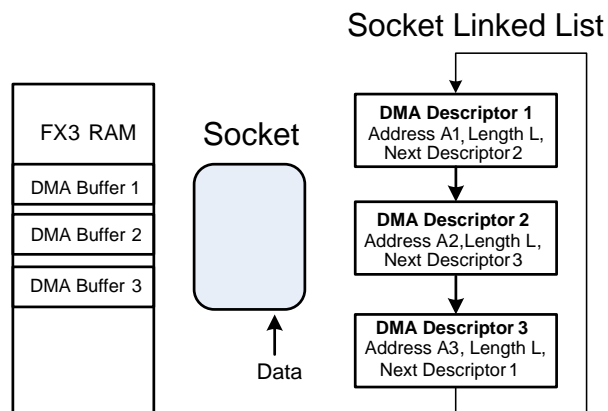 Socket Linked List
FX3 RAM
DMA Buffer 1
DMA Buffer 2
DMA Buffer 3
Socket
Data
DMA Descriptor 1
Address A1, Length L,
Next Descriptor 2
DMA Descriptor 2
Address A2, Length L,
Next Descriptor 3
DMA Descriptor 3
Address A3, Length L,
Next Descriptor 1